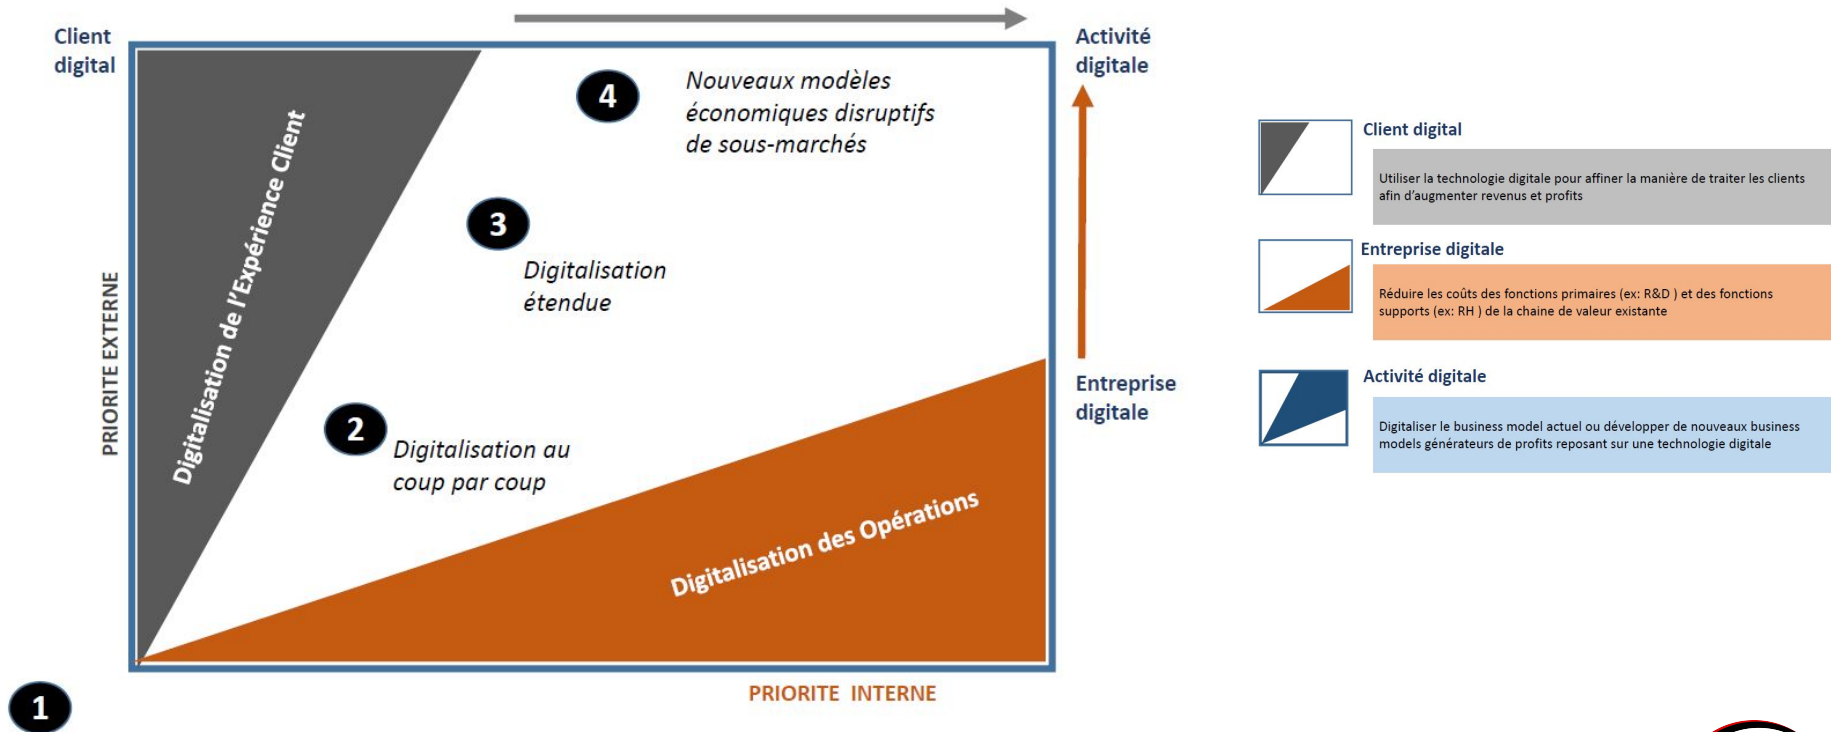 Client
digital
Activité
digitale
4
Nouveaux modèles
économiques disruptifs
de sous-marchés
Digitalisation de l'Expérience Client
3
Digitalisation
étendue
PRIORITE EXTERNE
2
Digitalisation au
coup par coup
Entreprise
digitale
Digitalisation des Opérations
PRIORITE INTERNE
1
Client digital
Utiliser la technologie digitale pour affiner la manière de traiter les clients
afin d'augmenter revenus et profits
Entreprise digitale
Réduire les coûts des fonctions primaires (ex: R&D ) et des fonctions
supports (ex: RH ) de la chaine de valeur existante
Activité digitale
Digitaliser le business model actuel ou développer de nouveaux business
models générateurs de profits reposant sur une technologie digitale